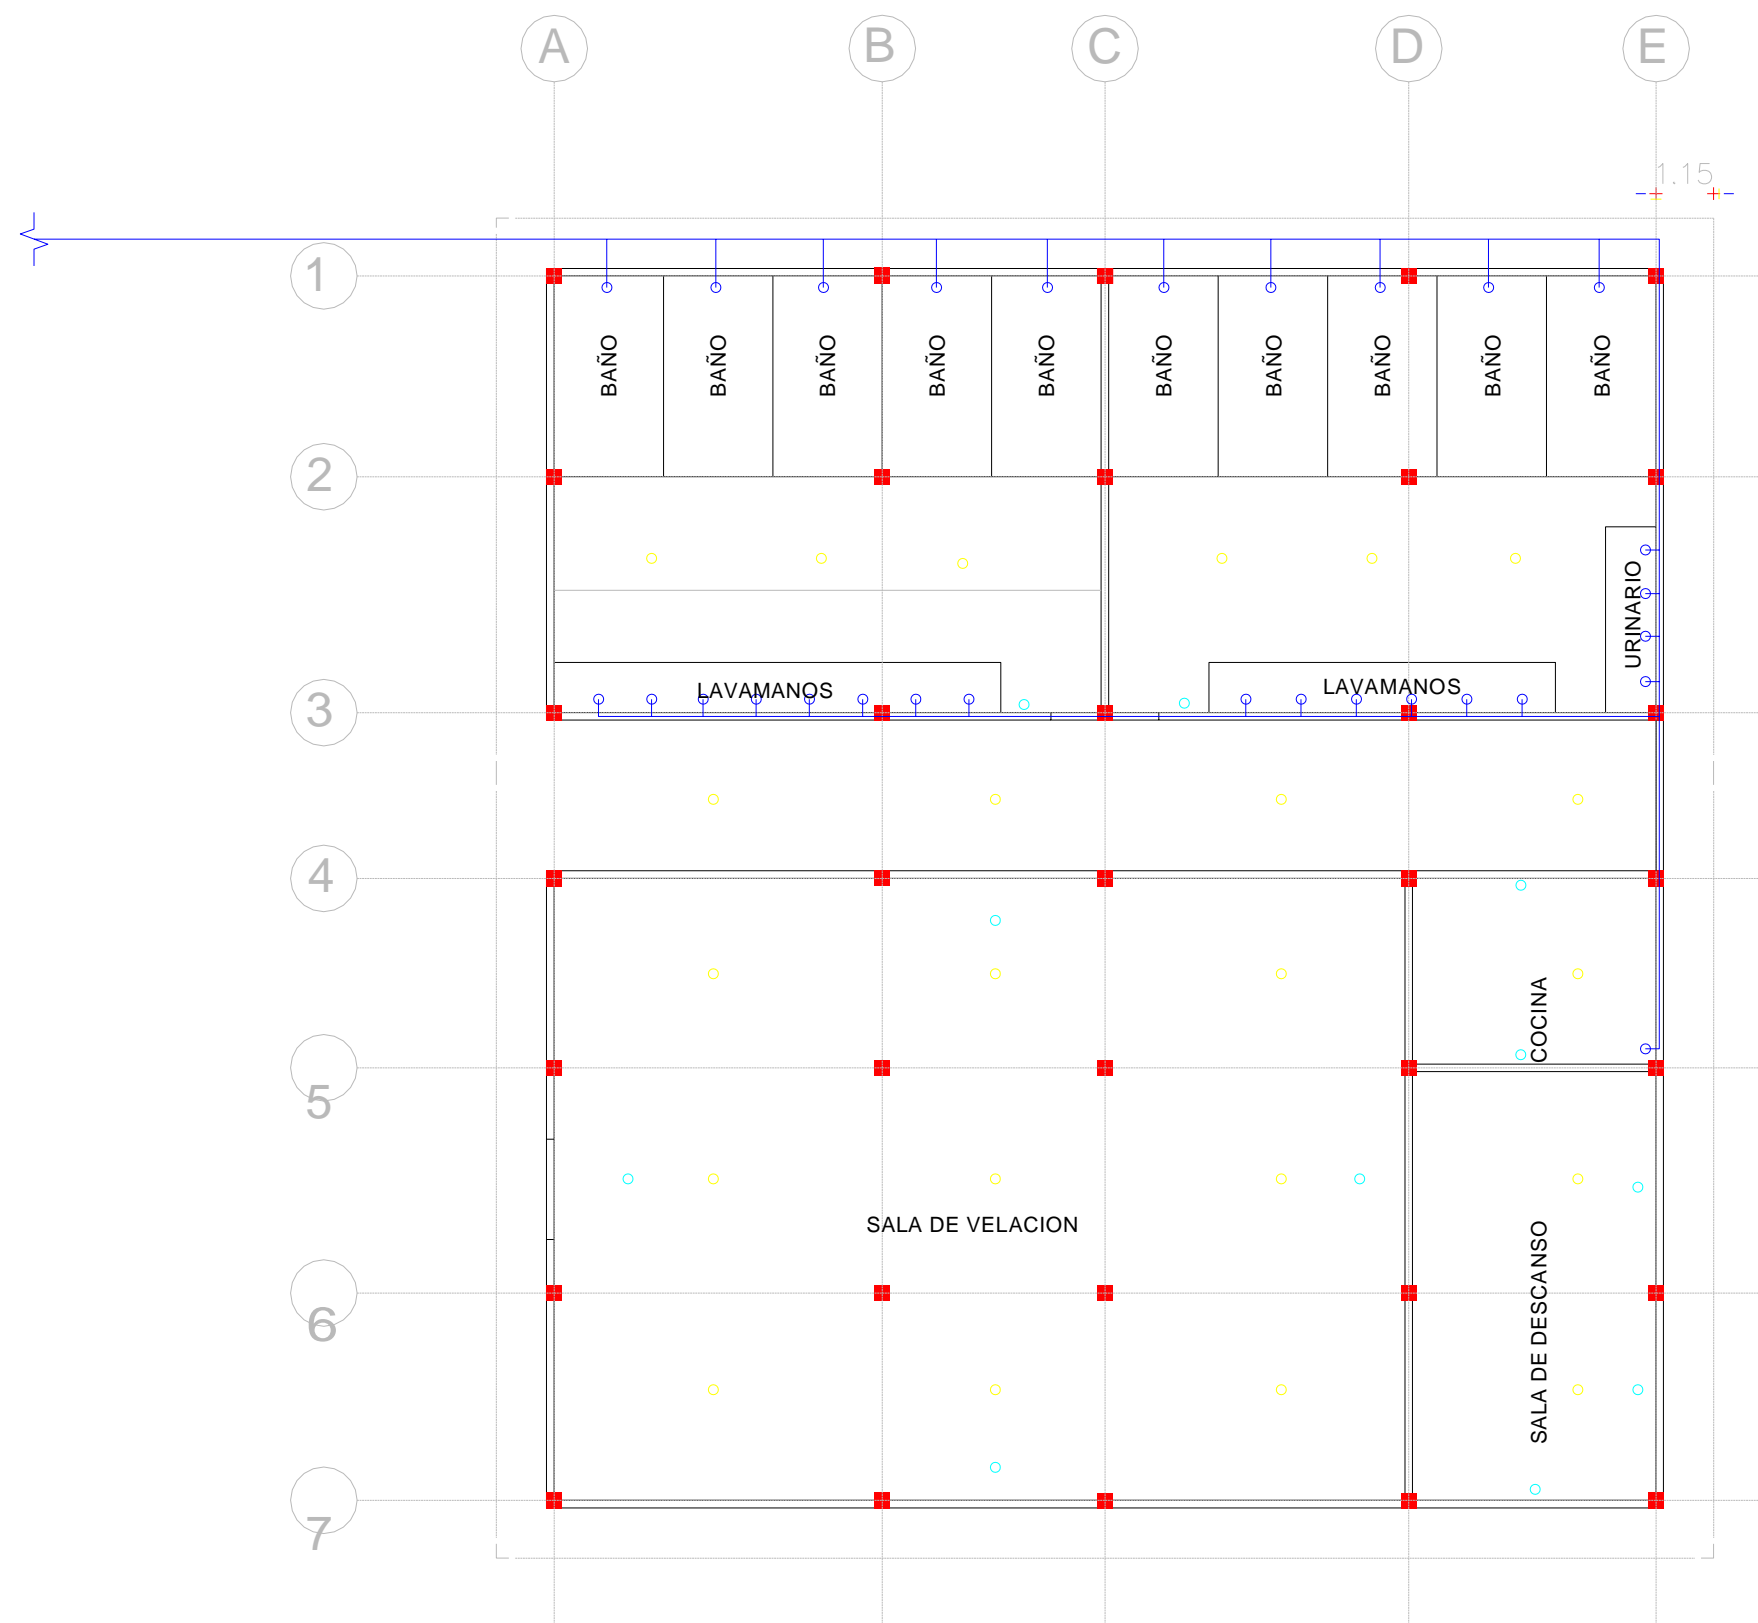 A
B
C
D
E
1.15
1
BAÑO
BAÑO
BAÑO
BAÑO
BAÑO
BAÑO
BAÑO
BAÑO
BAÑO
BAÑO
2
URINARIO
LAVAMANOS
LAVAMANOS
3
4
COCINA
5
SALA DE VELACION
SALA DE DESCANSO
6
7